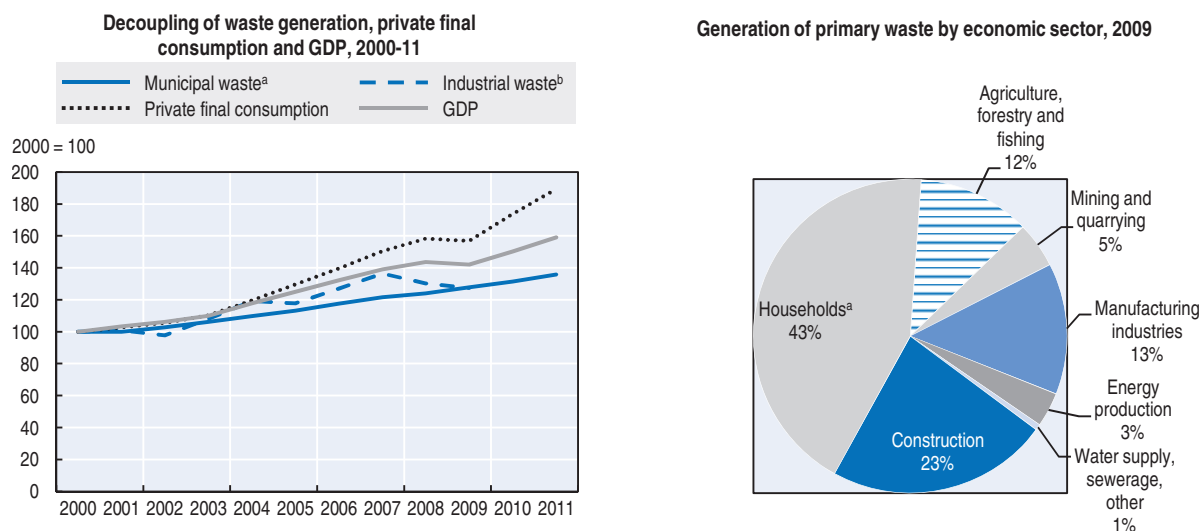 Decoupling of waste generation, private final
consumption and GDP, 2000-11
Municipal wasteᵃ
Industrial wasteᵇ
Private final consumption
GDP
2000 = 100
200
180
160
140
120
100
80
60
40
20
0
2000 2001 2002 2003 2004 2005 2006 2007 2008 2009 2010 2011
Generation of primary waste by economic sector, 2009
Agriculture,
forestry and
fishing
12%
Mining and
quarrying
5%
Manufacturing
industries
13%
Energy
production
3%
Water supply,
sewerage,
other
1%
Construction
23%
Householdsᵃ
43%